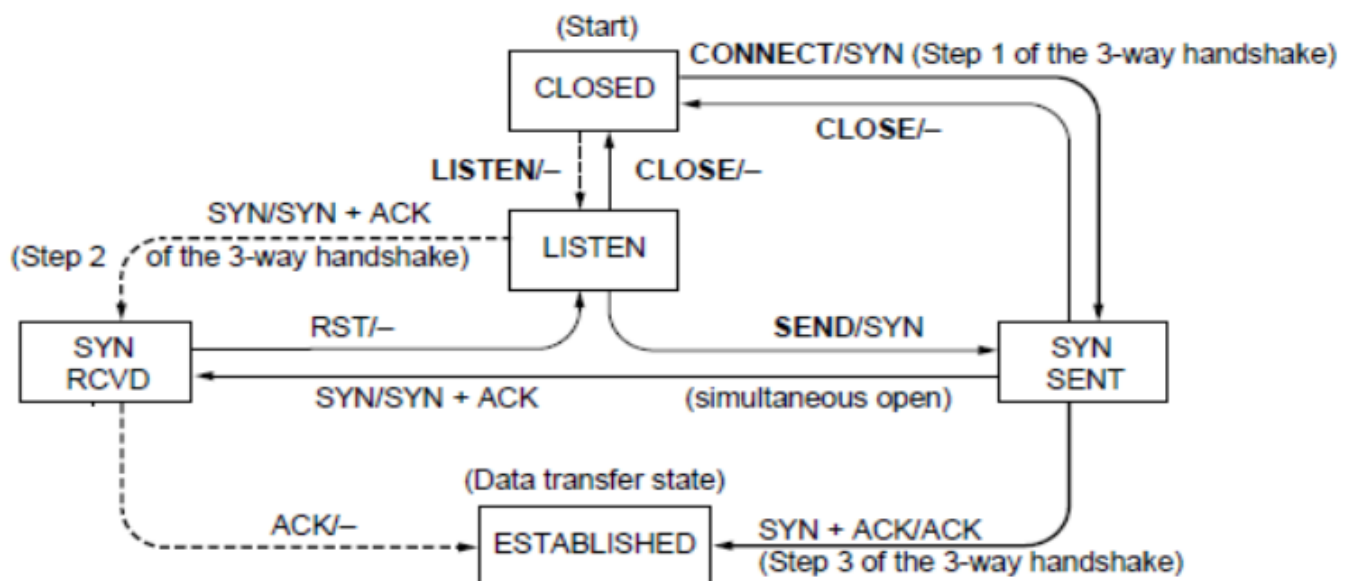 (Start)
CONNECT/SYN (Step 1 of the 3-way handshake)
CLOSED
CLOSE/–
LISTEN/–
CLOSE/–
SYN/SYN + ACK
LISTEN
(Step 2 of the 3-way handshake)
RST/–
SEND/SYN
SYN
RCVD
SYN
SENT
SYN/SYN + ACK
(simultaneous open)
(Data transfer state)
ACK/–
ESTABLISHED
SYN + ACK/ACK
(Step 3 of the 3-way handshake)